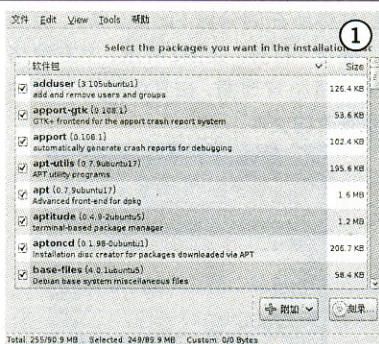 文件 Edit View Tools 帮助
①
Select the packages you want in the installation
软件包 Size
adduser (3.105ubuntu1)
add and remove users and groups
126.4 KB
apport-gtk (0.108.1)
GTK+ frontend for the apport crash report system
53.6 KB
apport (0.108.1)
automatically generate crash reports for debugging
102.4 KB
apt-utils (0.7.9ubuntu17)
APT utility programs
195.6 KB
apt (0.7.9ubuntu17)
Advanced front-end for dpkg
1.6 MB
aptitude (0.4.9-2ubuntu5)
terminal-based package manager
1.2 MB
aptoncd (0.1.98-0ubuntu1)
Installation disc creator for packages downloaded via APT
206.7 KB
base-files (4.0.1ubuntu5)
Debian base system miscellaneous files
58.4 KB
附加 刻录...
Total: 255/90.9 MB Selected: 249/89.9 MB Custom: 0/0 Bytes